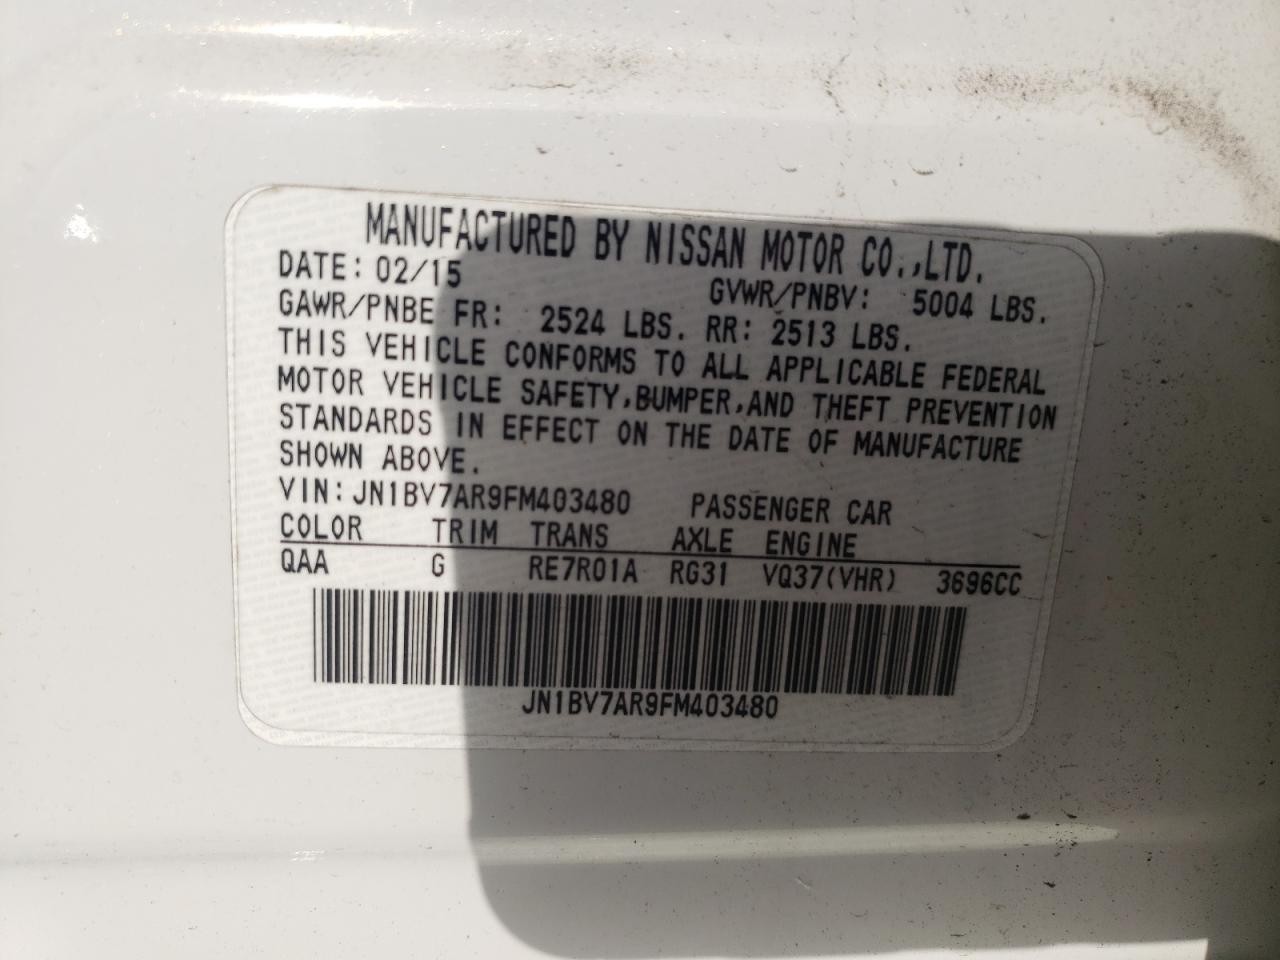 MANUFACTURED BY NISSAN MOTOR CO.,LTD.
DATE: 02/15 GVWR/PNBV: 5004 LBS.
GAWR/PNBE FR: 2524 LBS. RR: 2513 LBS.
THIS VEHICLE CONFORMS TO ALL APPLICABLE FEDERAL
MOTOR VEHICLE SAFETY,BUMPER,AND THEFT PREVENTION
STANDARDS IN EFFECT ON THE DATE OF MANUFACTURE
SHOWN ABOVE.
VIN: JN1BV7AR9FM403480 PASSENGER CAR
COLOR TRIM TRANS AXLE ENGINE
QAA G RE7R01A RG31 VQ37(VHR) 3696CC
JN1BV7AR9FM403480